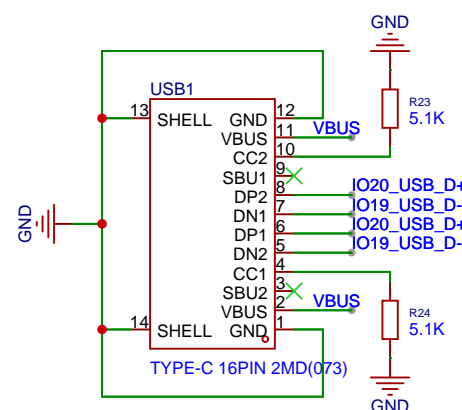 GND
USB1
R23
5.1K
13
SHELL
GND
12
VBUS
11
VBUS
CC2
10
SBU1
9
DP2
8
IO20_USB_D+
DN1
7
IO19_USB_D-
DP1
6
IO20_USB_D+
DN2
5
IO19_USB_D-
GND
CC1
4
SBU2
3
VBUS
2
VBUS
R24
5.1K
14
SHELL
GND
1
TYPE-C 16PIN 2MD(073)
GND